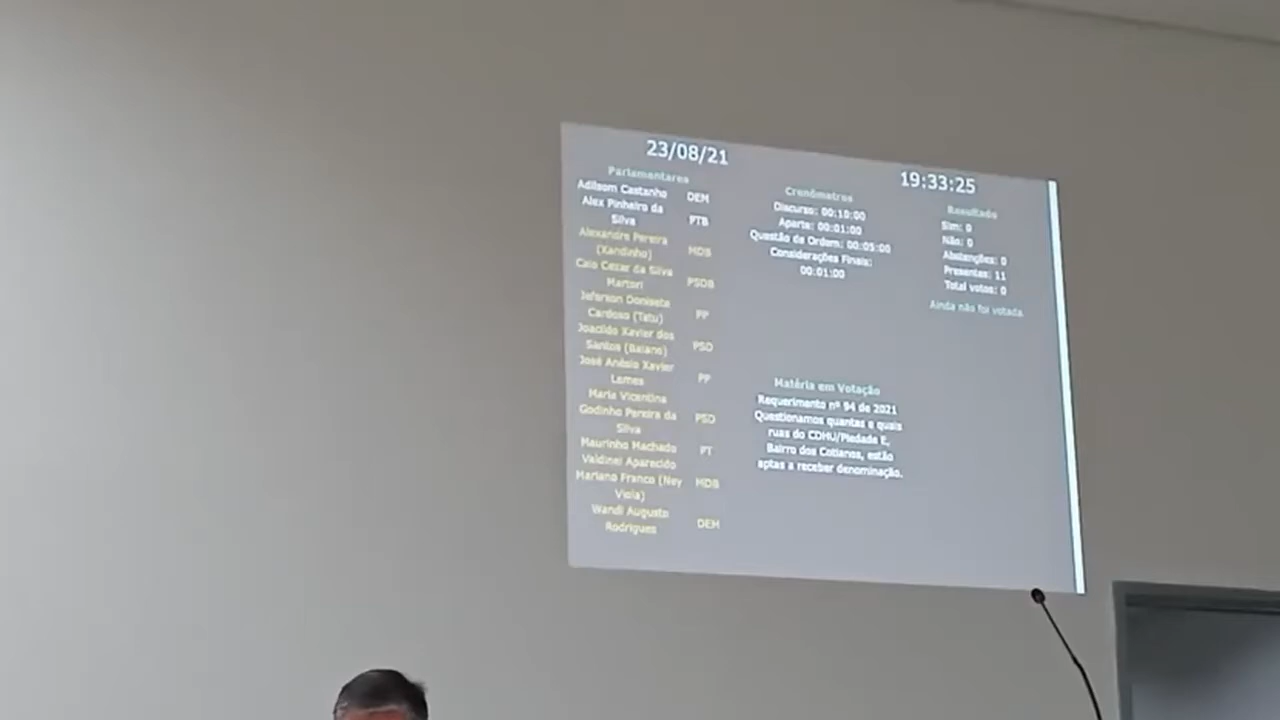 23/08/21
19:33:25
Parlamentares
Adilsom Castanho DEM
Alex Pinheiro da
Silva PTB
Alexandre Pereira
(Xandinho) MDB
Caio Cezar da Silva
Martori PSDB
Jeferson Donisete
Cardoso (Tatu) PP
Joacildo Xavier dos
Santos (Baiano) PSD
José Anésio Xavier
Lemes PP
Maria Vicentina
Godinho Pereira da
Silva PSD
Maurinho Machado PT
Valdinei Aparecido
Mariano Franco (Ney
Viola) MDB
Wandi Augusto
Rodrigues DEM
Cronômetros
Discurso: 00:10:00
Aparte: 00:01:00
Questão da Ordem: 00:05:00
Considerações Finais:
00:01:00
Matéria em Votação
Requerimento nº 94 de 2021
Questionamos quantas e quais
ruas do CDHU/Piedade E,
Bairro dos Cotianos, estão
aptas a receber denominação.
Resultado
Sim: 0
Não: 0
Abstenções: 0
Presentes: 11
Total votos: 0
Ainda não foi votada.